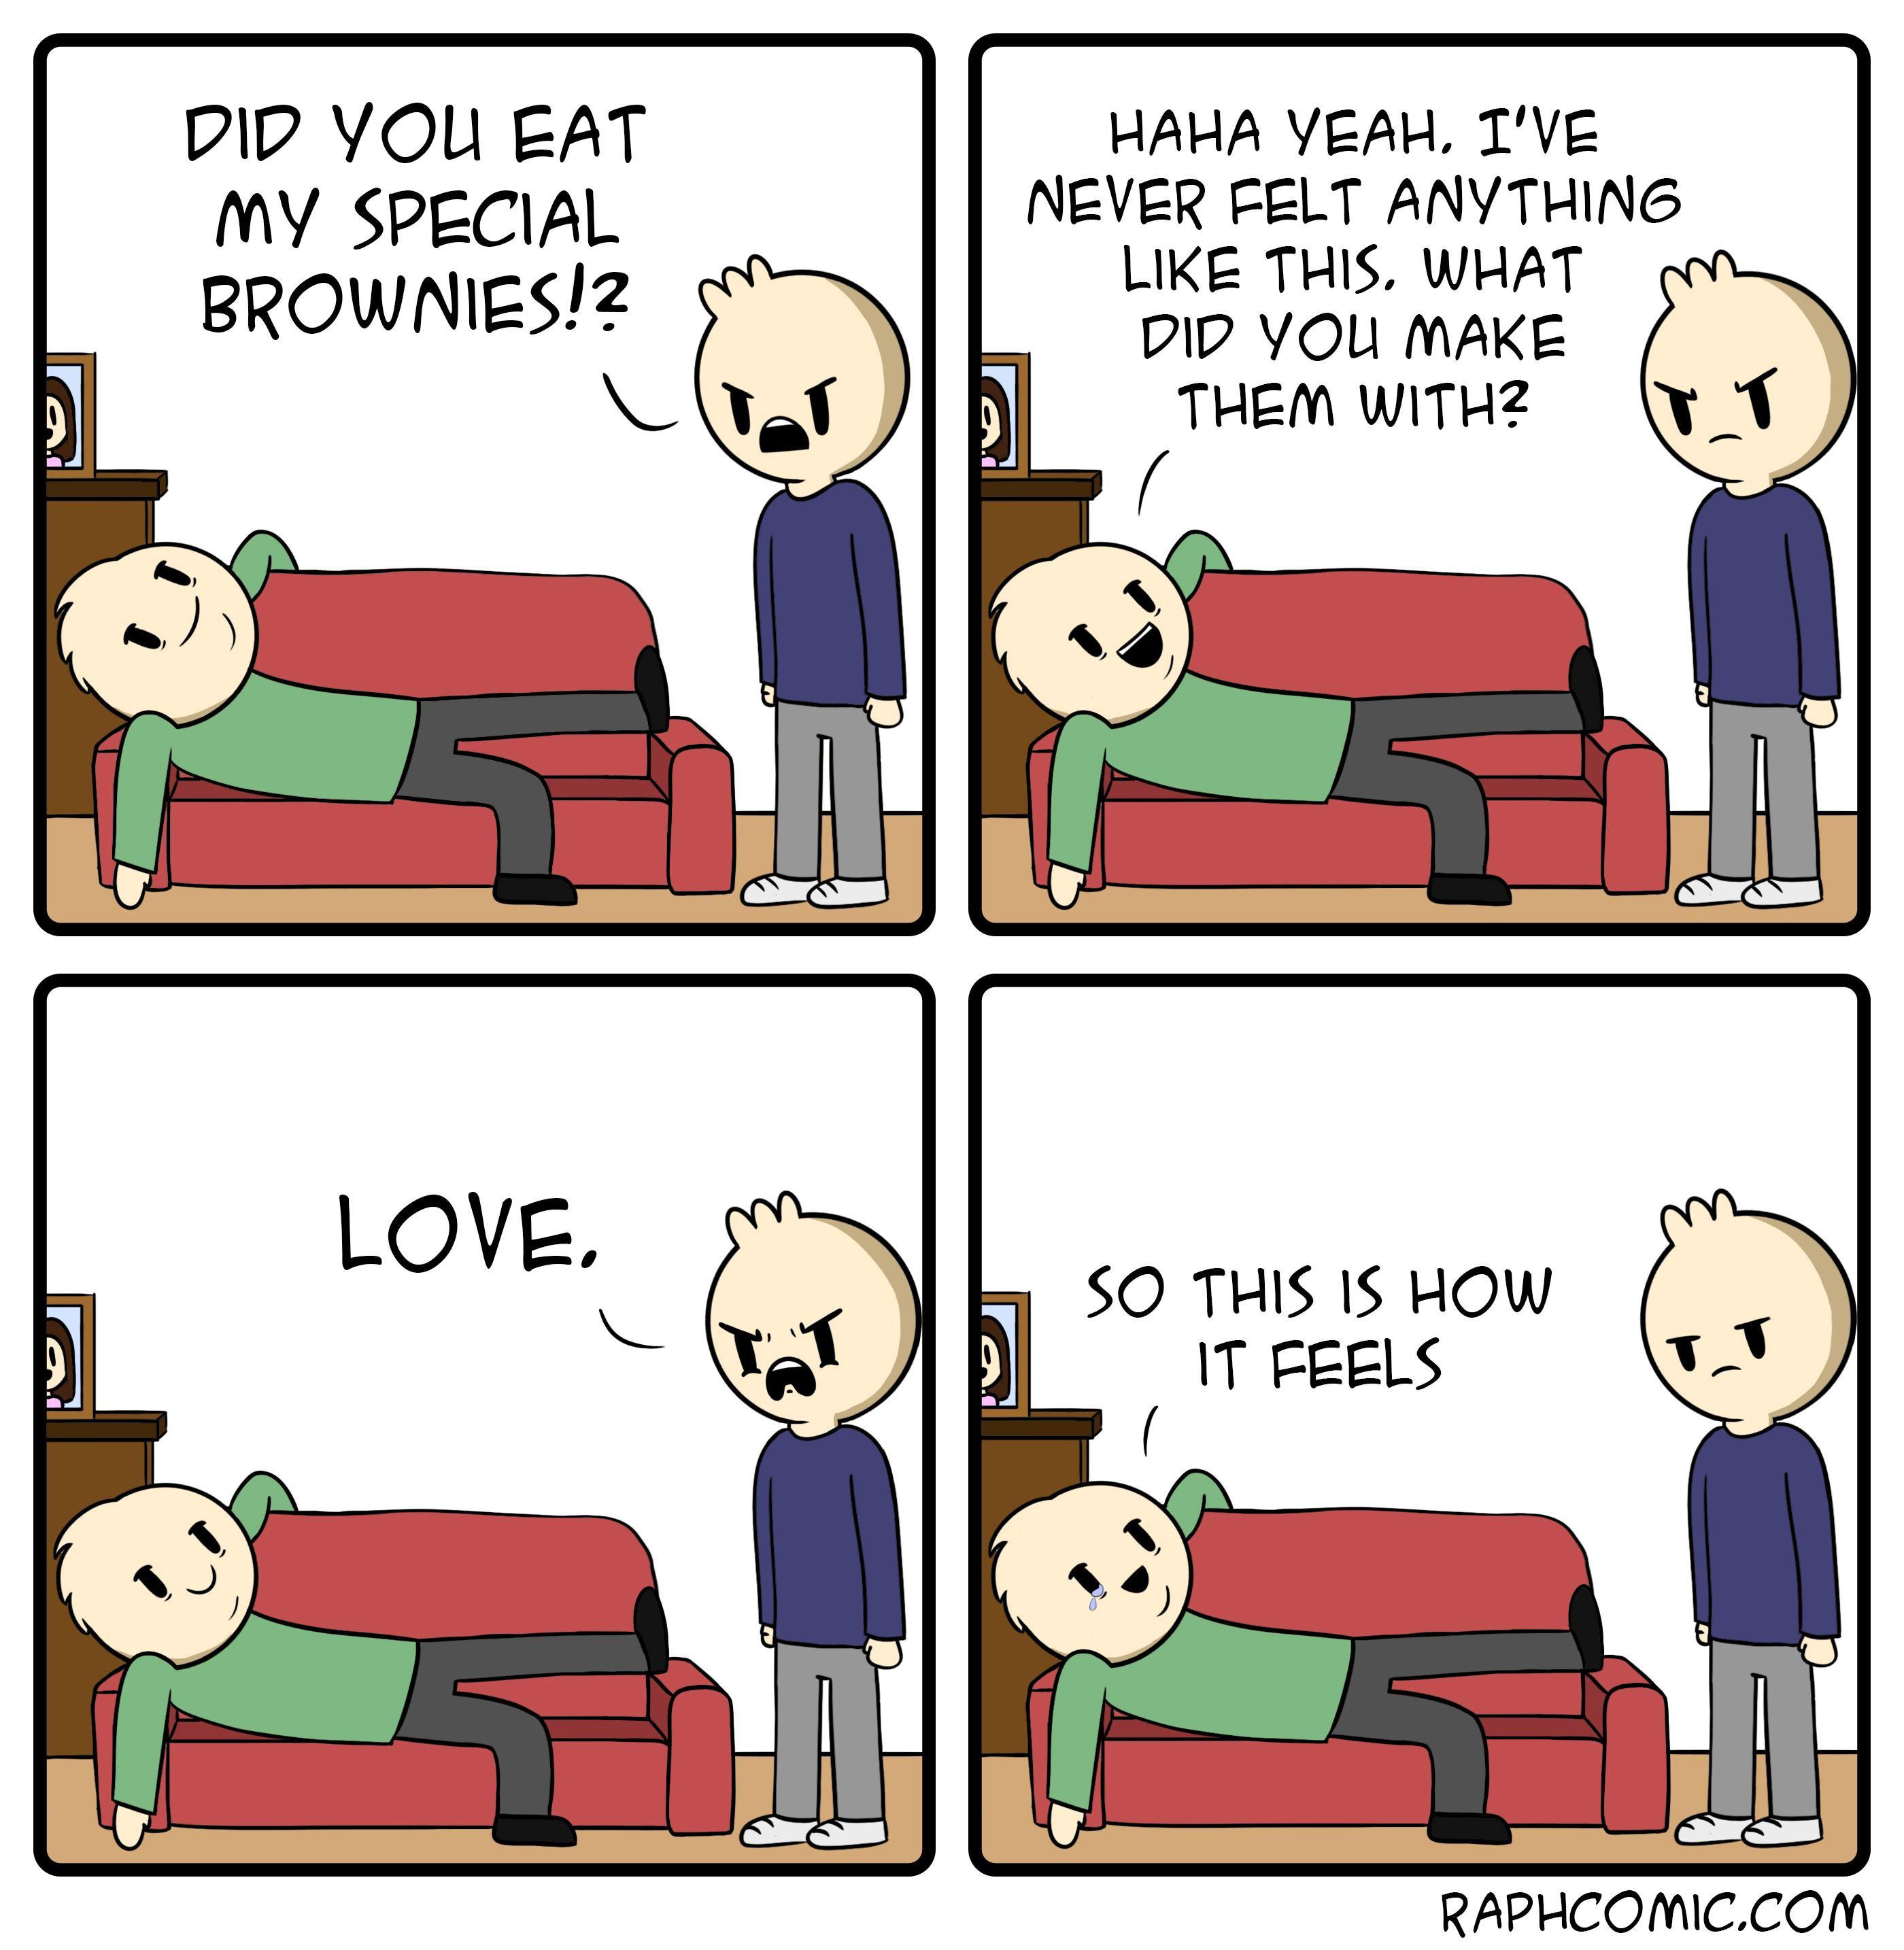 DID YOU EAT
MY SPECIAL
BROWNIES!?
HAHA YEAH. I'VE
NEVER FELT ANYTHING
LIKE THIS. WHAT
DID YOU MAKE
THEM WITH?
LOVE.
SO THIS IS HOW
IT FEELS
RAPHCOMIC.COM